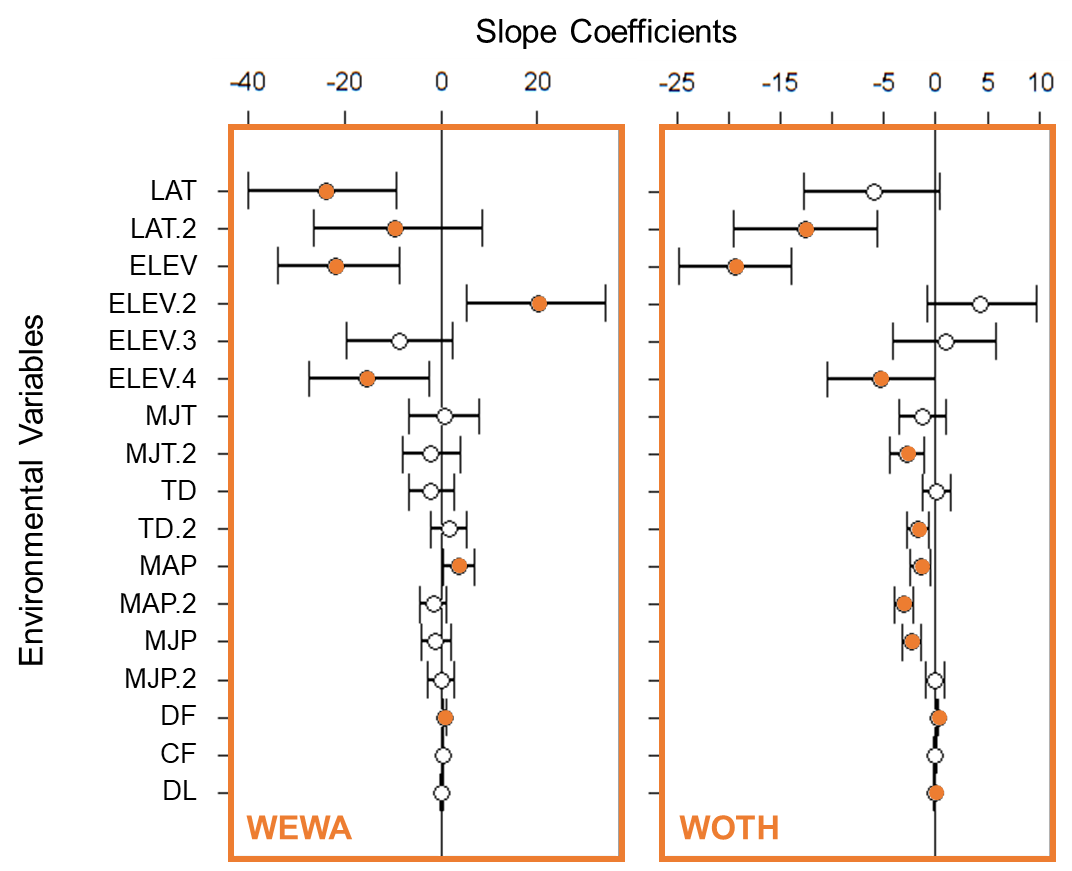 Slope Coefficients
-40 -20 0 20
-25 -15 -5 0 5 10
Environmental Variables
LAT
LAT.2
ELEV
ELEV.2
ELEV.3
ELEV.4
MJT
MJT.2
TD
TD.2
MAP
MAP.2
MJP
MJP.2
DF
CF
DL
WEWA
WOTH